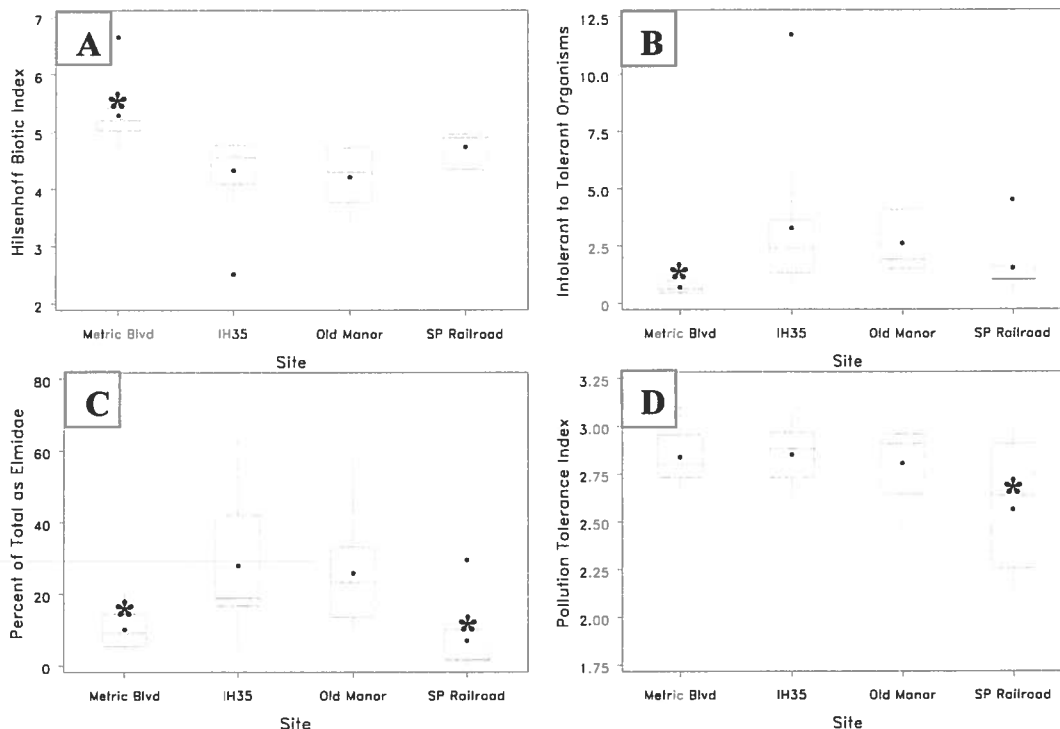 A
Hilsenhoff Biotic Index
7
6
5
4
3
2
*
Metric Blvd IH35 Old Manor SP Railroad
Site
B
Intolerant to Tolerant Organisms
12.5
10.0
7.5
5.0
2.5
0
*
Metric Blvd IH35 Old Manor SP Railroad
Site
C
Percent of Total as Elmidae
80
60
40
20
0
*
*
Metric Blvd IH35 Old Manor SP Railroad
Site
D
Pollution Tolerance Index
3.25
3.00
2.75
2.50
2.25
2.00
1.75
*
Metric Blvd IH35 Old Manor SP Railroad
Site